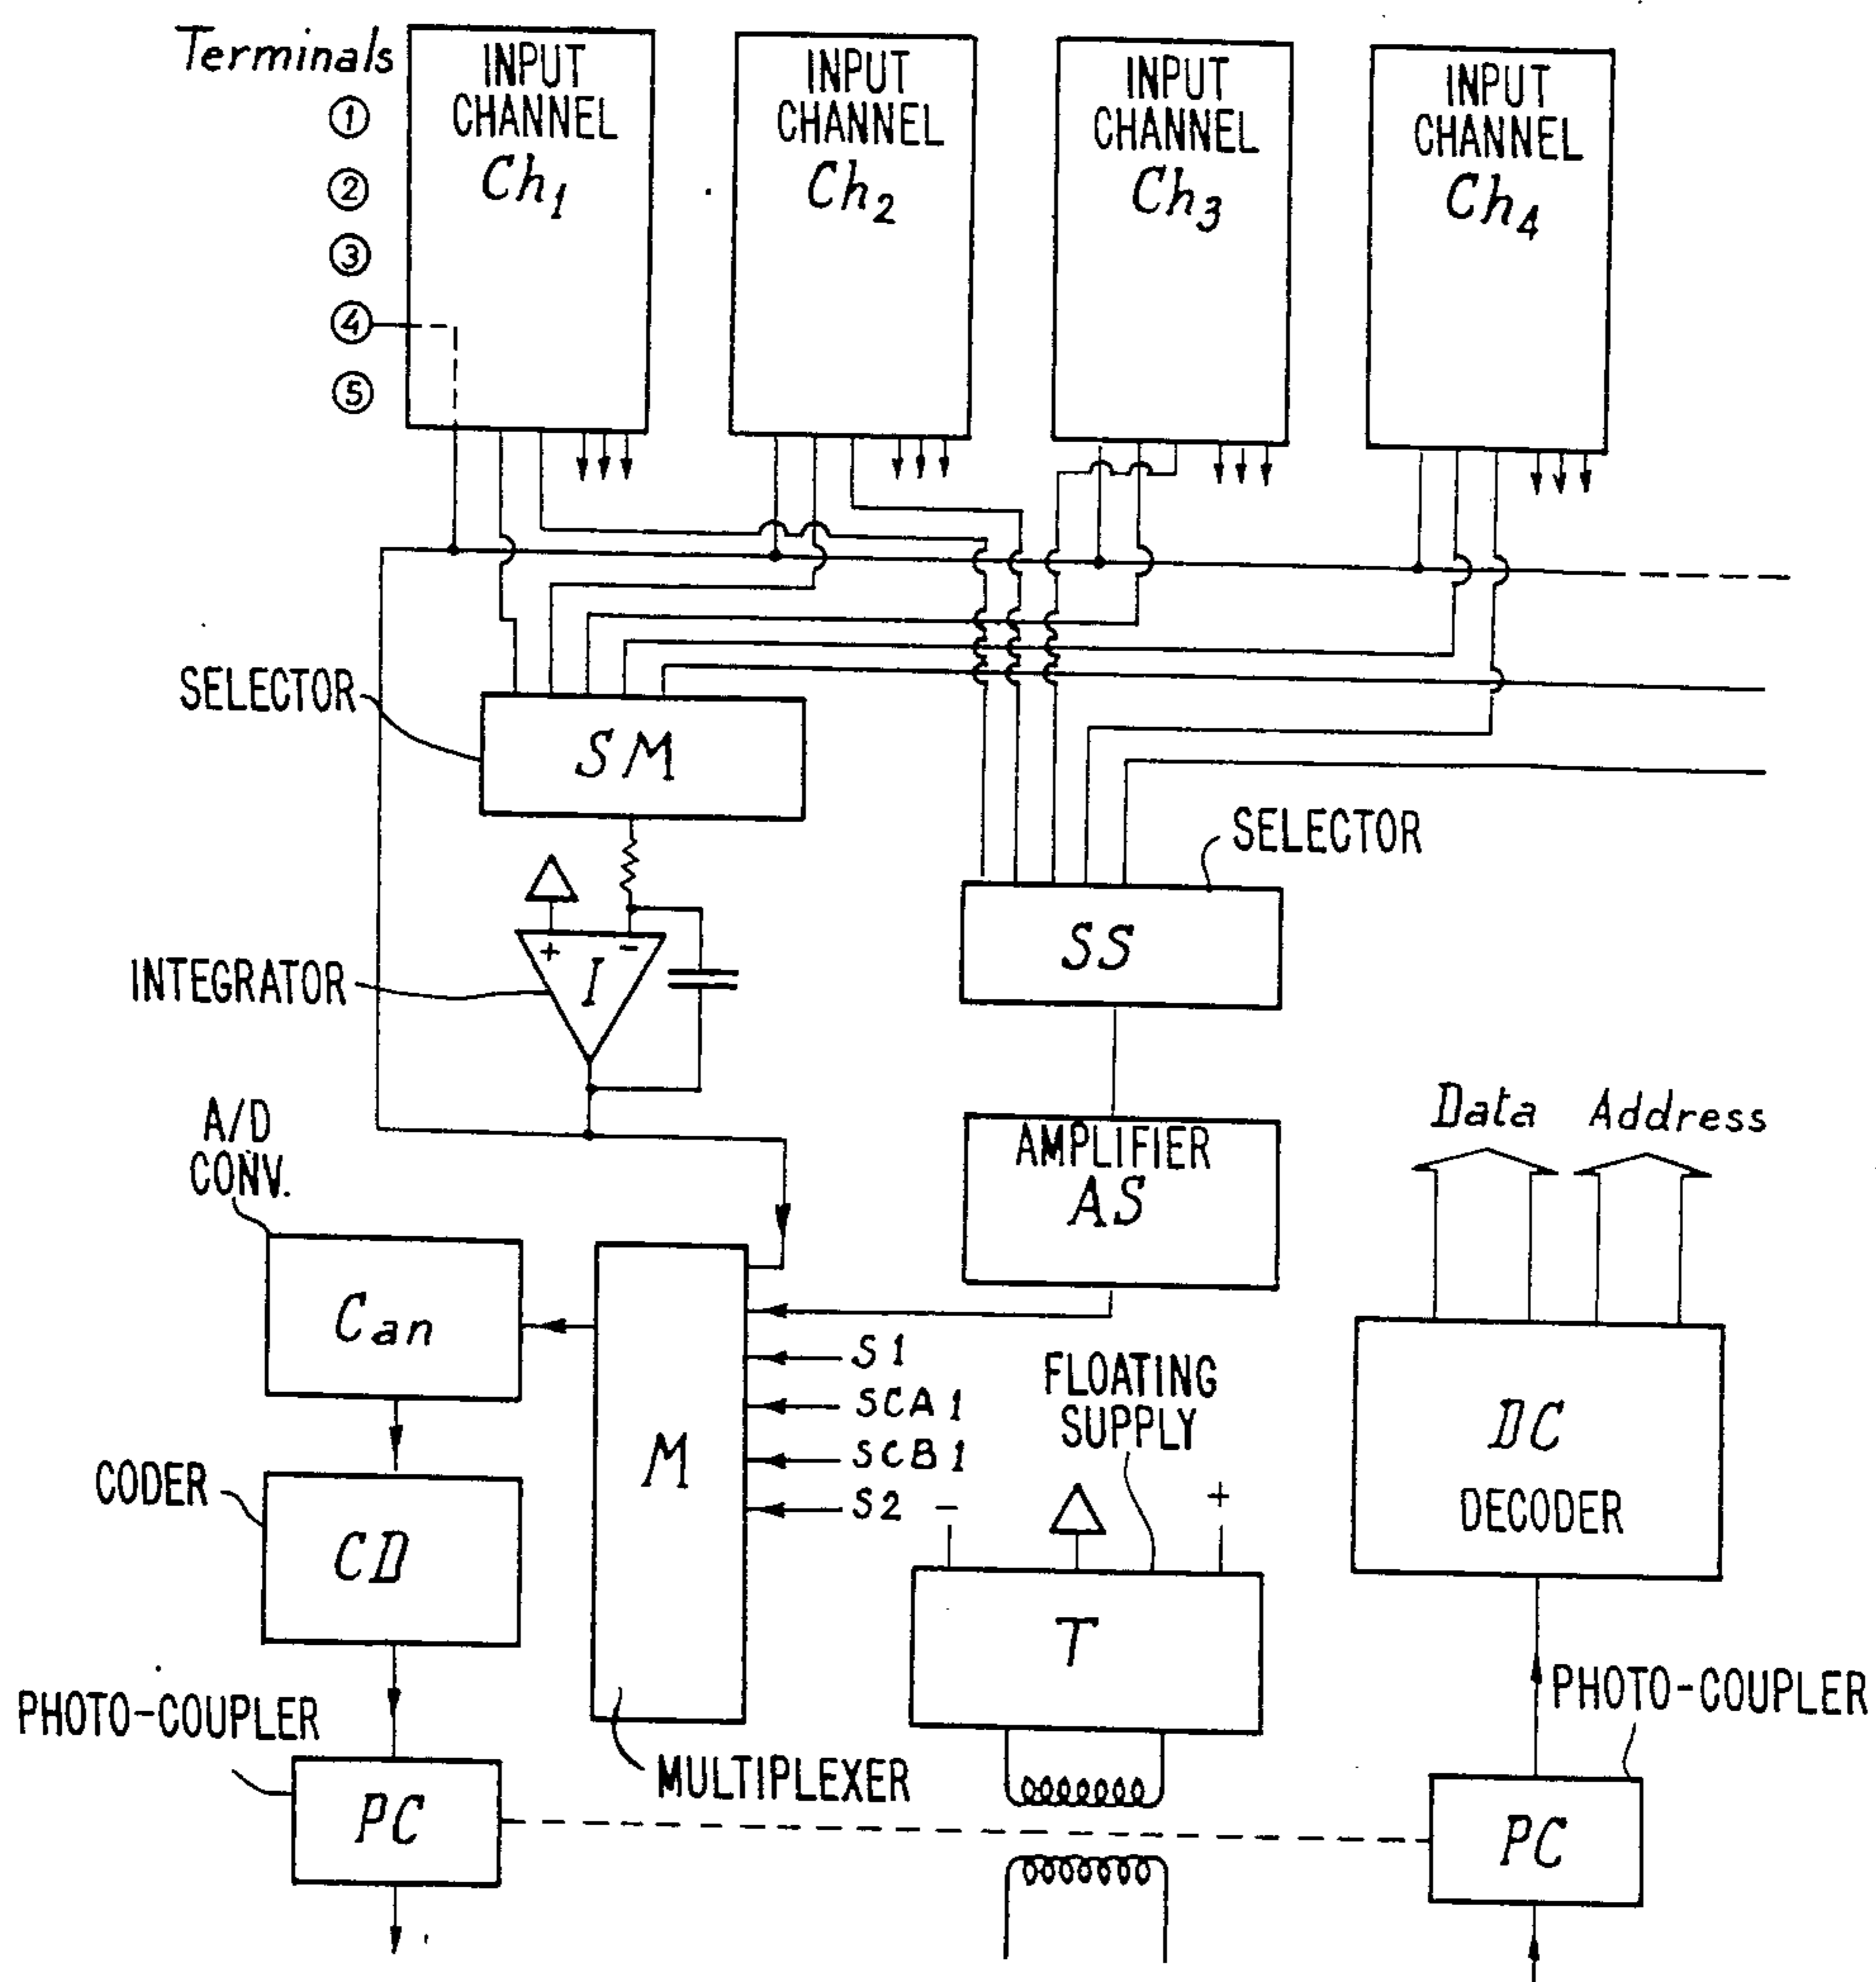 Terminals
①
②
③
④
⑤
INPUT
CHANNEL
Ch1
INPUT
CHANNEL
Ch2
INPUT
CHANNEL
Ch3
INPUT
CHANNEL
Ch4
SELECTOR
SM
SELECTOR
SS
INTEGRATOR
+ -
I
AMPLIFIER
AS
Data Address
A/D
CONV.
Can
M
S1
SCA1
SCB1
S2
FLOATING
SUPPLY
- +
T
DC
DECODER
CODER
CD
PHOTO-COUPLER
PC
MULTIPLEXER
PHOTO-COUPLER
PC